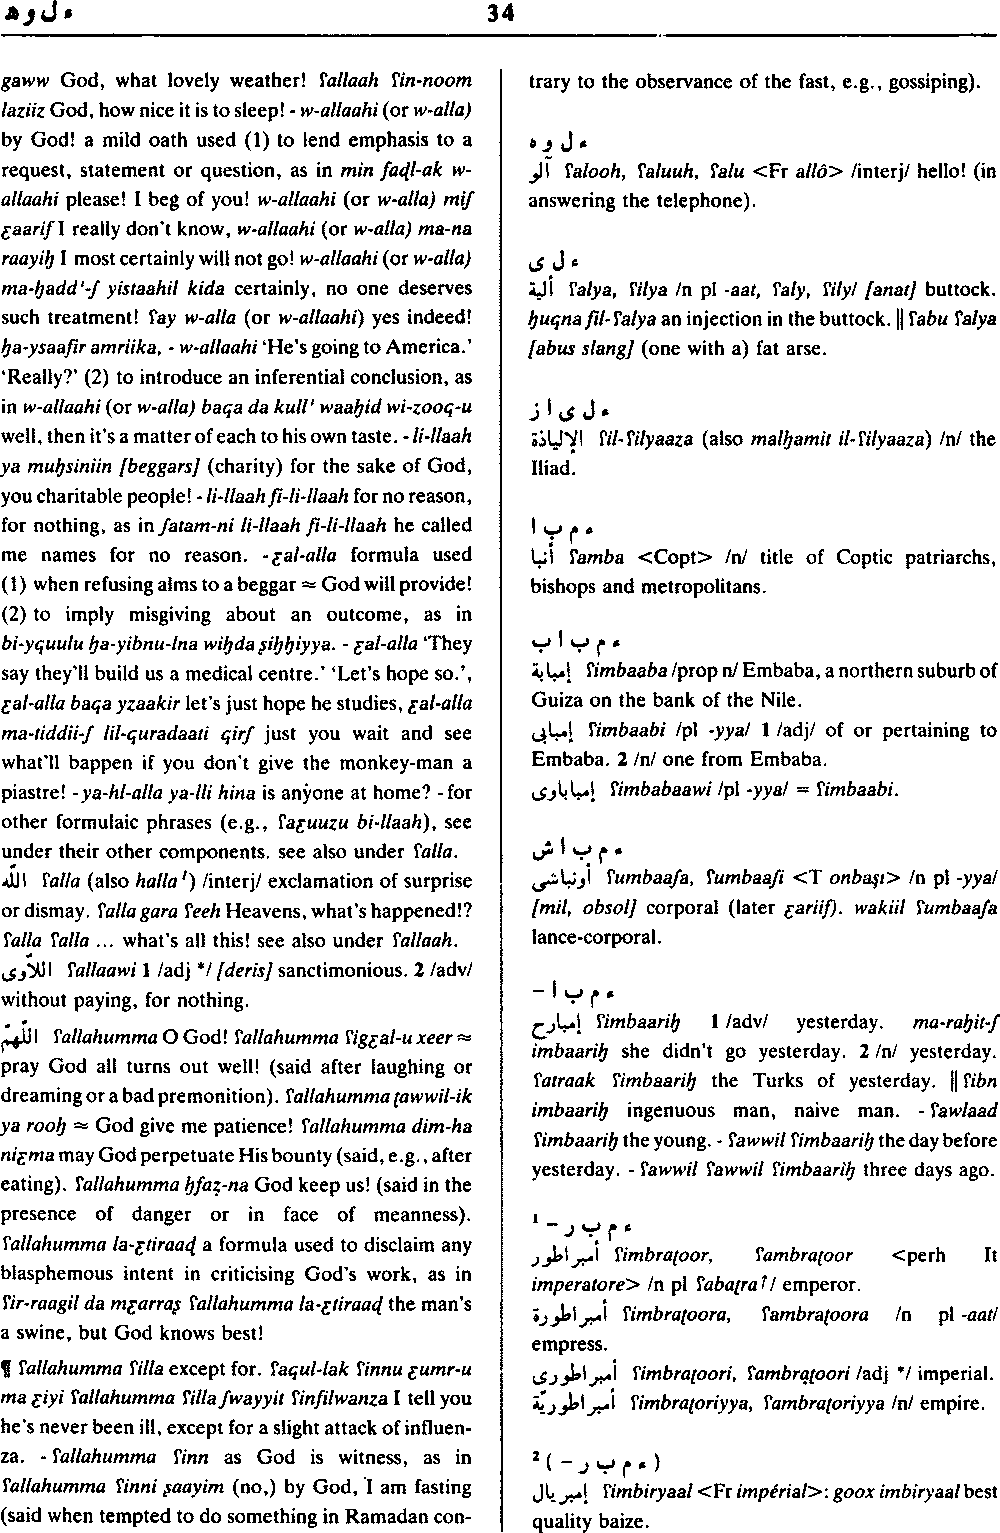 ء ل و ه
34
gaww God, what lovely weather! ʕallaah ʕin-noom
laziiz God, how nice it is to sleep! - w-allaahi (or w-alla)
by God! a mild oath used (1) to lend emphasis to a
request, statement or question, as in min faḍl-ak w-
allaahi please! I beg of you! w-allaahi (or w-alla) miʃ
ɛaarif I really don't know, w-allaahi (or w-alla) ma-na
raayiḥ I most certainly will not go! w-allaahi (or w-alla)
ma-ḥadd¹-ʃ yistaahil kida certainly, no one deserves
such treatment! ʕay w-alla (or w-allaahi) yes indeed!
ḥa-ysaafir amriika, - w-allaahi 'He's going to America.'
'Really?' (2) to introduce an inferential conclusion, as
in w-allaahi (or w-alla) baqa da kull¹ waaḥid wi-zooq-u
well, then it's a matter of each to his own taste. - li-llaah
ya muḥsiniin [beggars] (charity) for the sake of God,
you charitable people! - li-llaah fi-li-llaah for no reason,
for nothing, as in ʃatam-ni li-llaah fi-li-llaah he called
me names for no reason. - ɛal-alla formula used
(1) when refusing alms to a beggar ≈ God will provide!
(2) to imply misgiving about an outcome, as in
bi-yquulu ḥa-yibnu-lna wiḥda ṣiḥḥiyya. - ɛal-alla 'They
say they'll build us a medical centre.' 'Let's hope so.',
ɛal-alla baqa yzaakir let's just hope he studies, ɛal-alla
ma-tiddii-ʃ lil-quradaati qirʃ just you wait and see
what'll bappen if you don't give the monkey-man a
piastre! - ya-hl-alla ya-lli hina is anyone at home? - for
other formulaic phrases (e.g., ʕaɛuuzu bi-llaah), see
under their other components. see also under ʕalla.
اللّه ʕalla (also halla¹) /interj/ exclamation of surprise
or dismay. ʕalla gara ʕeeh Heavens, what's happened!?
ʕalla ʕalla ... what's all this! see also under ʕallaah.
اللّاوى ʕallaawi 1 /adj */ [deris] sanctimonious. 2 /adv/
without paying, for nothing.
اللّهمّ ʕallahumma O God! ʕallahumma ʕigɛal-u xeer ≈
pray God all turns out well! (said after laughing or
dreaming or a bad premonition). ʕallahumma ṭawwil-ik
ya rooḥ ≈ God give me patience! ʕallahumma dim-ha
niɛma may God perpetuate His bounty (said, e.g., after
eating). ʕallahumma ḥfaẓ-na God keep us! (said in the
presence of danger or in face of meanness).
ʕallahumma la-ɛtiraaḍ a formula used to disclaim any
blasphemous intent in criticising God's work, as in
ʕir-raagil da mɛarraṣ ʕallahumma la-ɛtiraaḍ the man's
a swine, but God knows best!
¶ ʕallahumma ʕilla except for. ʕaqul-lak ʕinnu ɛumr-u
ma ɛiyi ʕallahumma ʕilla ʃwayyit ʕinfilwanza I tell you
he's never been ill, except for a slight attack of influen-
za. - ʕallahumma ʕinn as God is witness, as in
ʕallahumma ʕinni ṣaayim (no,) by God, I am fasting
(said when tempted to do something in Ramadan con-
trary to the observance of the fast, e.g., gossiping).
ء ل و ه
آلو ʕalooh, ʕaluuh, ʕalu <Fr allô> /interj/ hello! (in
answering the telephone).
ء ل ى
ألية ʕalya, ʕilya /n pl -aat, ʕaly, ʕily/ [anat] buttock.
ḥuqna fil-ʕalya an injection in the buttock. ‖ ʕabu ʕalya
[abus slang] (one with a) fat arse.
ء ل ى ا ز
الإلياذة ʕil-ʕilyaaza (also malḥamit il-ʕilyaaza) /n/ the
Iliad.
ء م ب ا
أنبا ʕamba <Copt> /n/ title of Coptic patriarchs,
bishops and metropolitans.
ء م ب ا ب
إمبابة ʕimbaaba /prop n/ Embaba, a northern suburb of
Guiza on the bank of the Nile.
إمبابى ʕimbaabi /pl -yya/ 1 /adj/ of or pertaining to
Embaba. 2 /n/ one from Embaba.
إمباباوى ʕimbabaawi /pl -yya/ = ʕimbaabi.
ء م ب ا ش
أونباشى ʕumbaaʃa, ʕumbaaʃi <T onbaşı> /n pl -yya/
[mil, obsol] corporal (later ɛariif). wakiil ʕumbaaʃa
lance-corporal.
ء م ب ا –
إمبارح ʕimbaariḥ 1 /adv/ yesterday. ma-raḥit-ʃ
imbaariḥ she didn't go yesterday. 2 /n/ yesterday.
ʕatraak ʕimbaariḥ the Turks of yesterday. ‖ ʕibn
imbaariḥ ingenuous man, naive man. - ʕawlaad
ʕimbaariḥ the young. - ʕawwil ʕimbaariḥ the day before
yesterday. - ʕawwil ʕawwil ʕimbaariḥ three days ago.
ء م ب ر – ¹
أمبراطور ʕimbraṭoor, ʕambraṭoor <perh It
imperatore> /n pl ʕabaṭra↑/ emperor.
أمبراطورة ʕimbraṭoora, ʕambraṭoora /n pl -aat/
empress.
أمبراطورى ʕimbraṭoori, ʕambrạṭoori /adj */ imperial.
أمبراطوريّة ʕimbraṭoriyya, ʕambraṭoriyya /n/ empire.
(ء م ب ر –) ²
إمبريال ʕimbiryaal <Fr impérial>: goox imbiryaal best
quality baize.